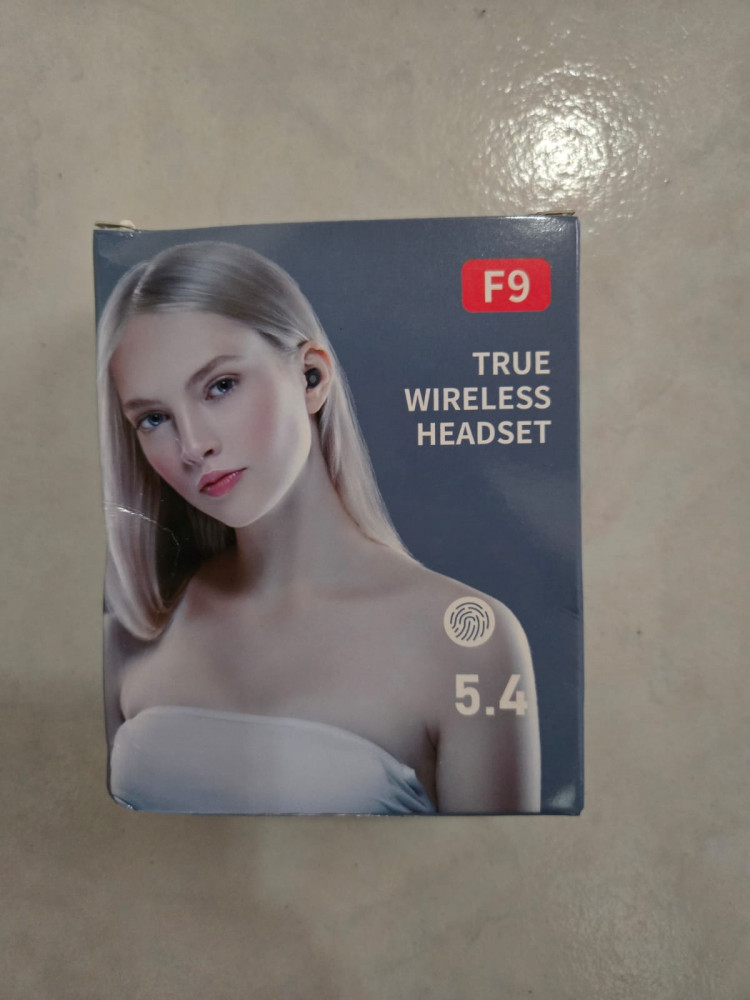 F9
TRUE
WIRELESS
HEADSET
5.4